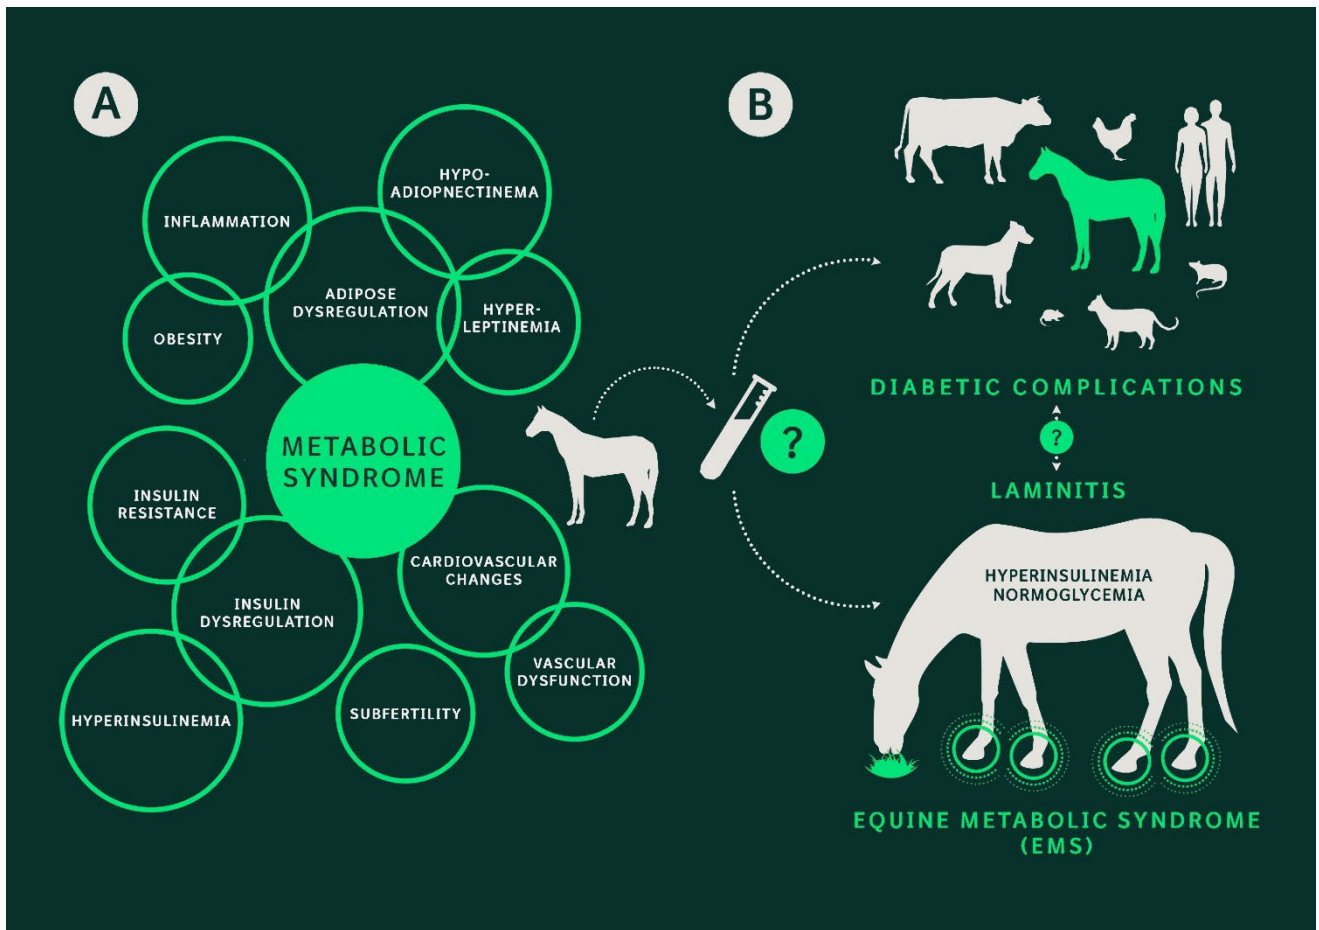 A
INFLAMMATION
OBESITY
HYPO-
ADIOPNECTINEMA
ADIPOSE
DYSREGULATION
HYPER-
LEPTINEMIA
METABOLIC
SYNDROME
INSULIN
RESISTANCE
INSULIN
DYSREGULATION
HYPERINSULINEMIA
CARDIOVASCULAR
CHANGES
VASCULAR
DYSFUNCTION
SUBFERTILITY
?
B
DIABETIC COMPLICATIONS
?
LAMINITIS
HYPERINSULINEMIA
NORMOGLYCEMIA
EQUINE METABOLIC SYNDROME
(EMS)